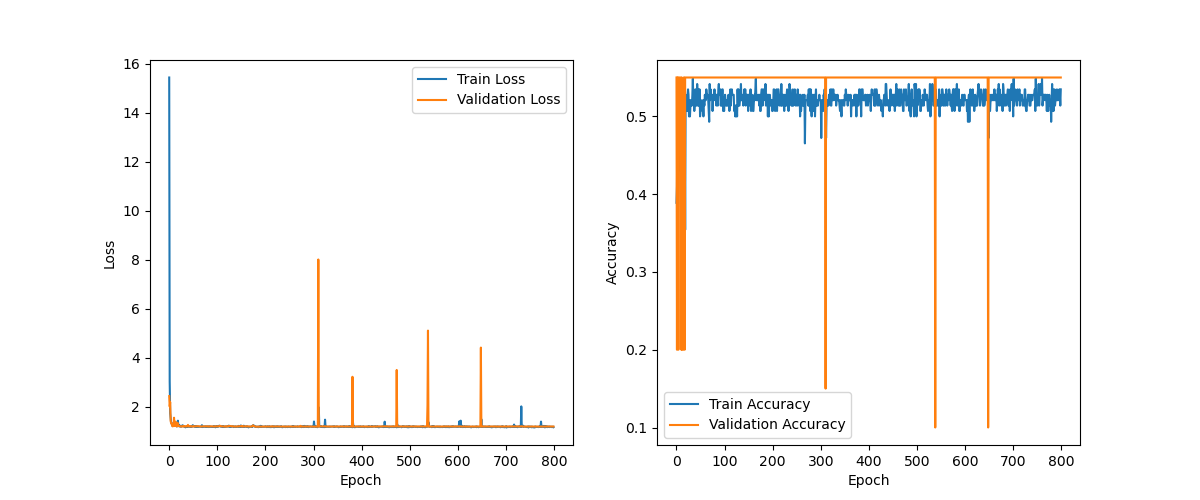 16
14
12
10
8
6
4
2
Loss
0 100 200 300 400 500 600 700 800
Epoch
Train Loss
Validation Loss
0.5
0.4
0.3
0.2
0.1
Accuracy
0 100 200 300 400 500 600 700 800
Epoch
Train Accuracy
Validation Accuracy